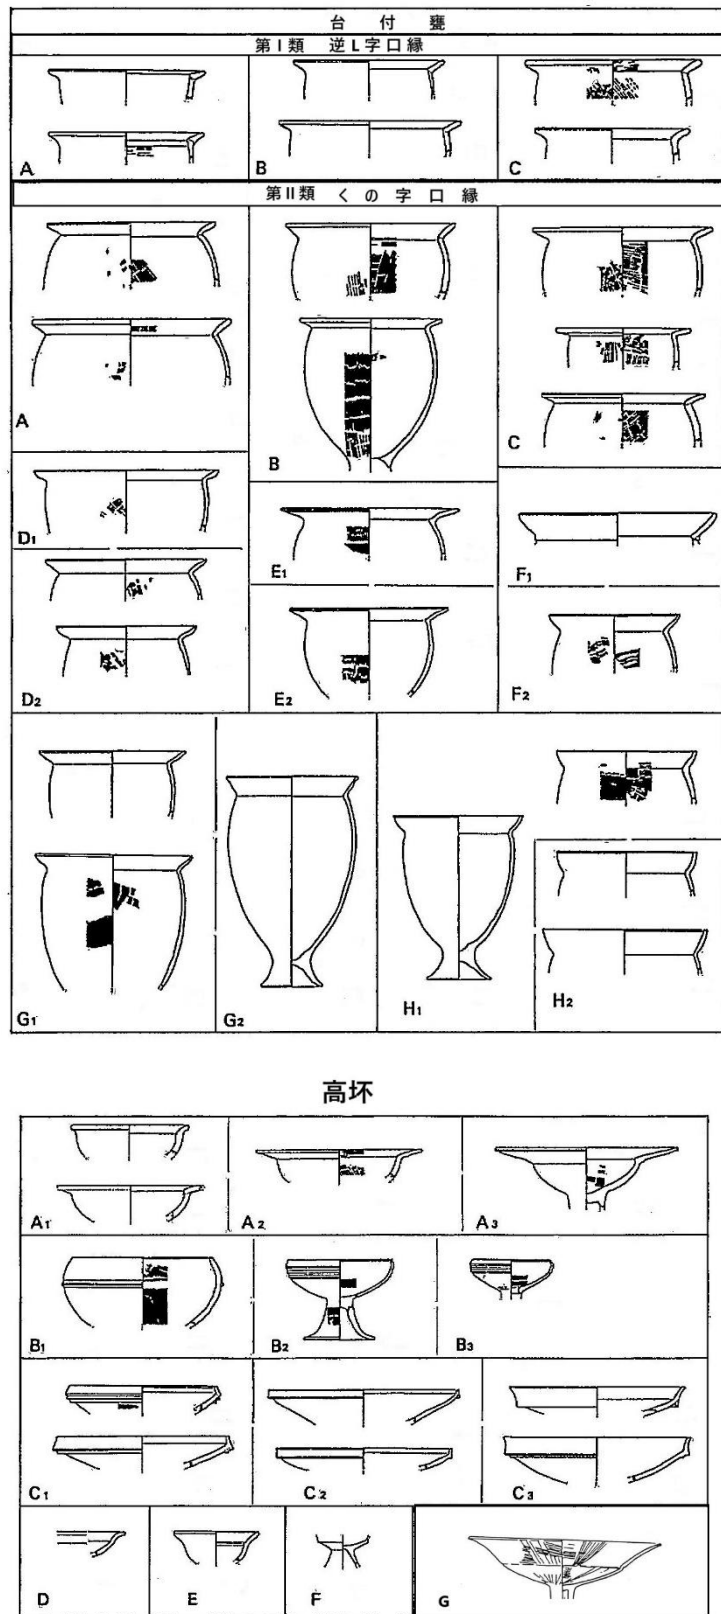 台付甕
第Ⅰ類 逆L字口縁
A B C
第Ⅱ類 くの字口縁
A B C
D1 E1 F1
D2 E2 F2
G1 G2 H1 H2
高坏
A1 A2 A3
B1 B2 B3
C1 C2 C3
D E F G